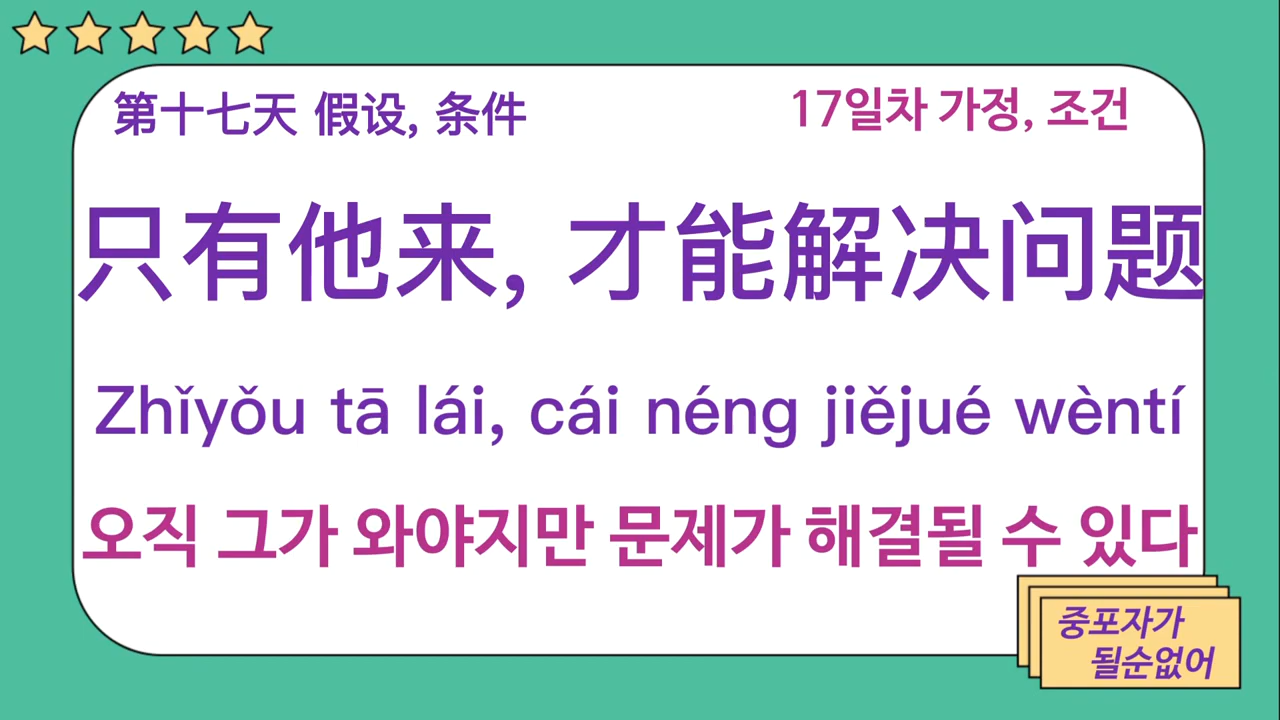 第十七天 假设, 条件
17일차 가정, 조건
只有他来, 才能解决问题
Zhǐyǒu tā lái, cái néng jiějué wèntí
오직 그가 와야지만 문제가 해결될 수 있다
중포자가
될순없어